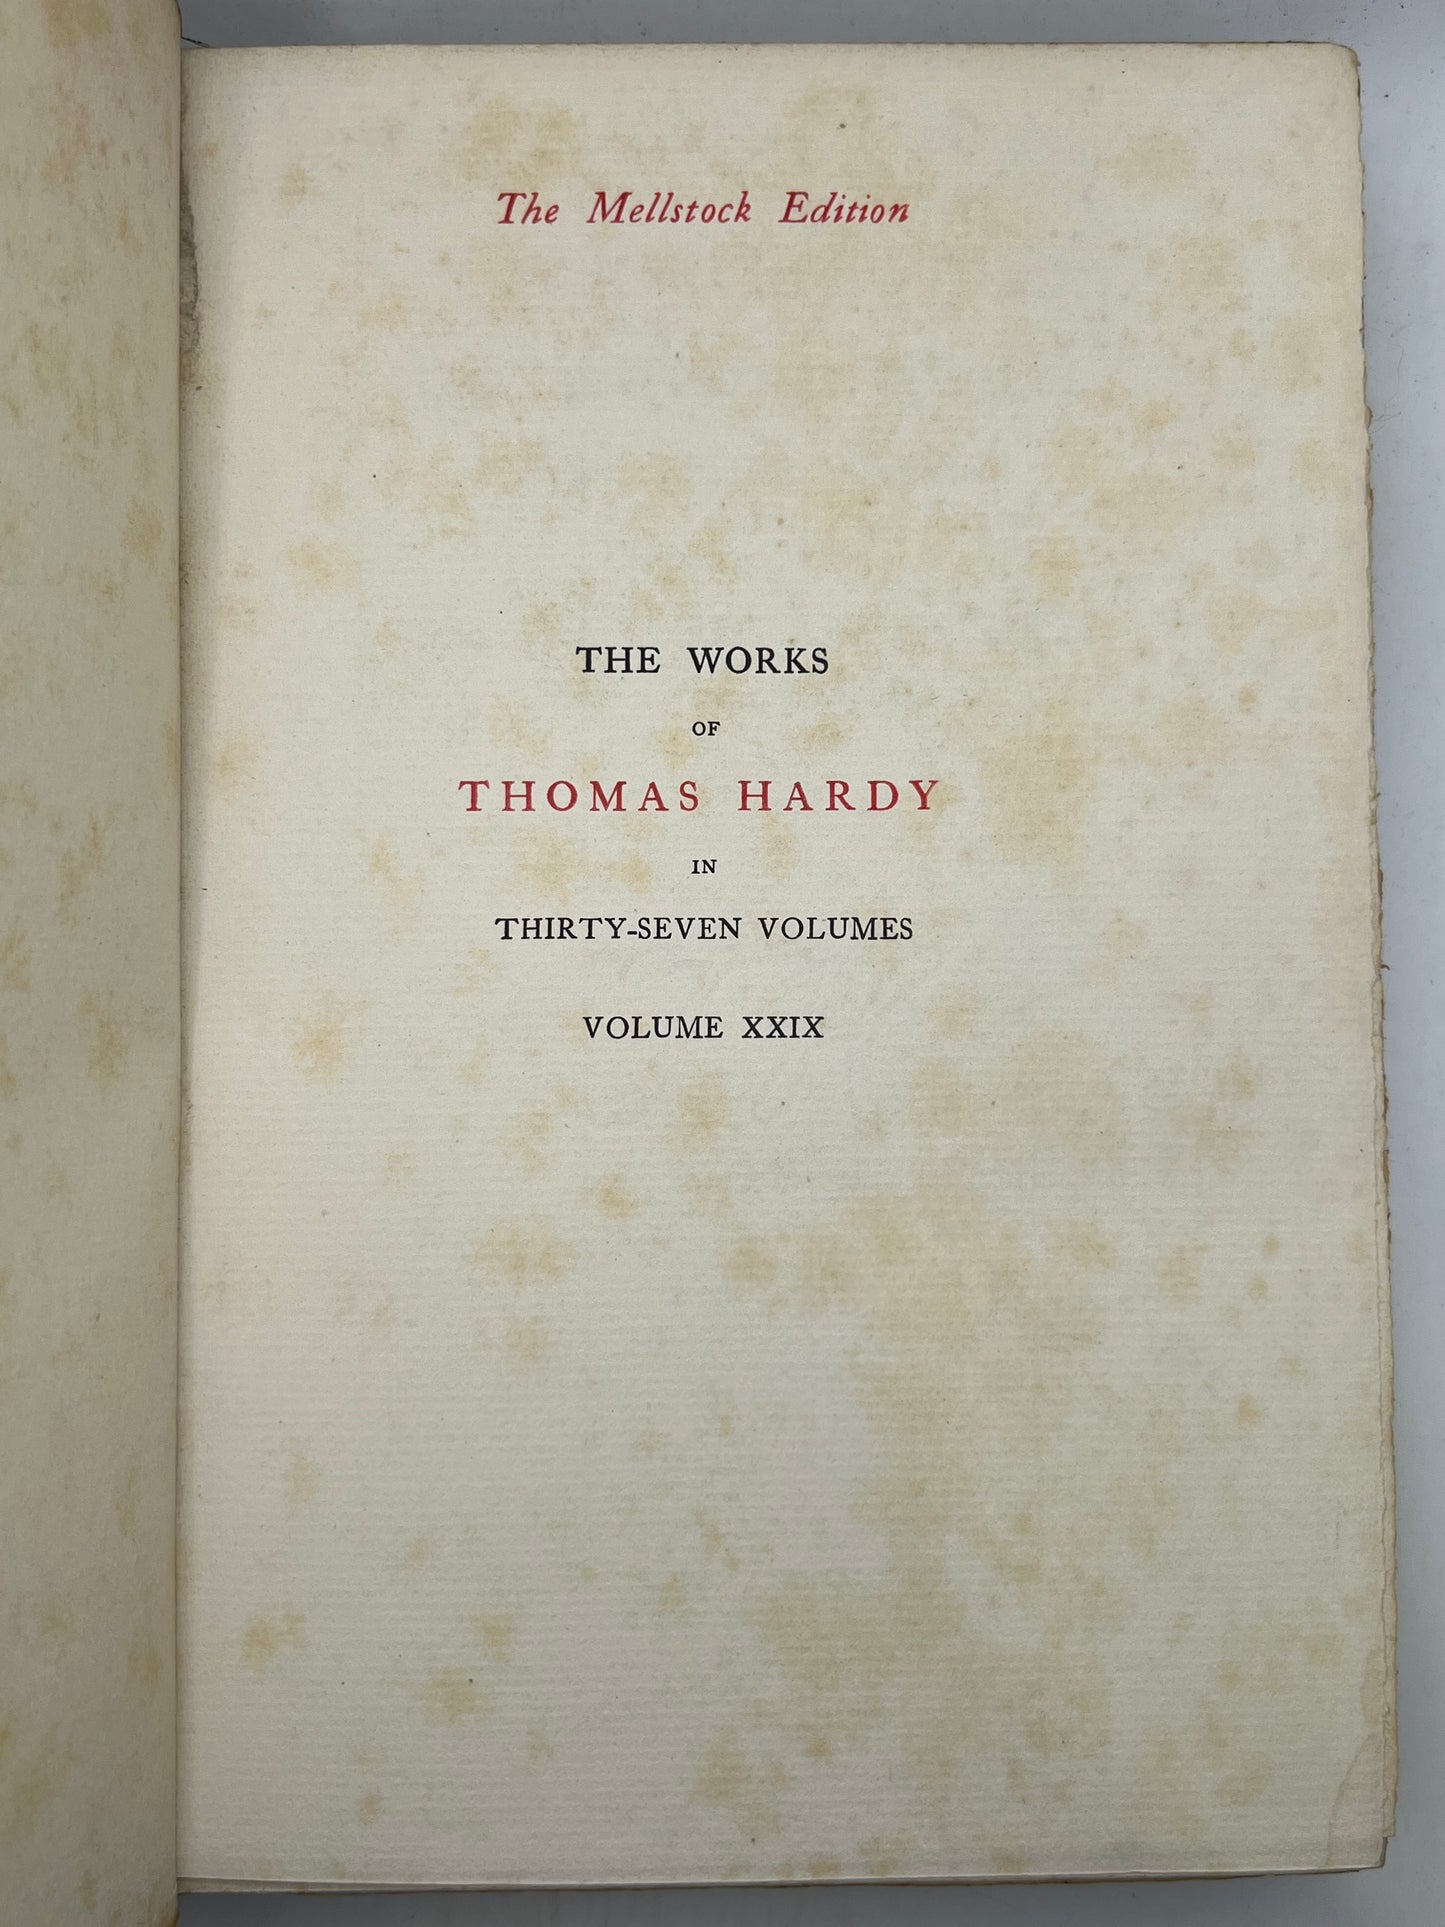 The Mellstock Edition
THE WORKS
OF
THOMAS HARDY
IN
THIRTY-SEVEN VOLUMES
VOLUME XXIX